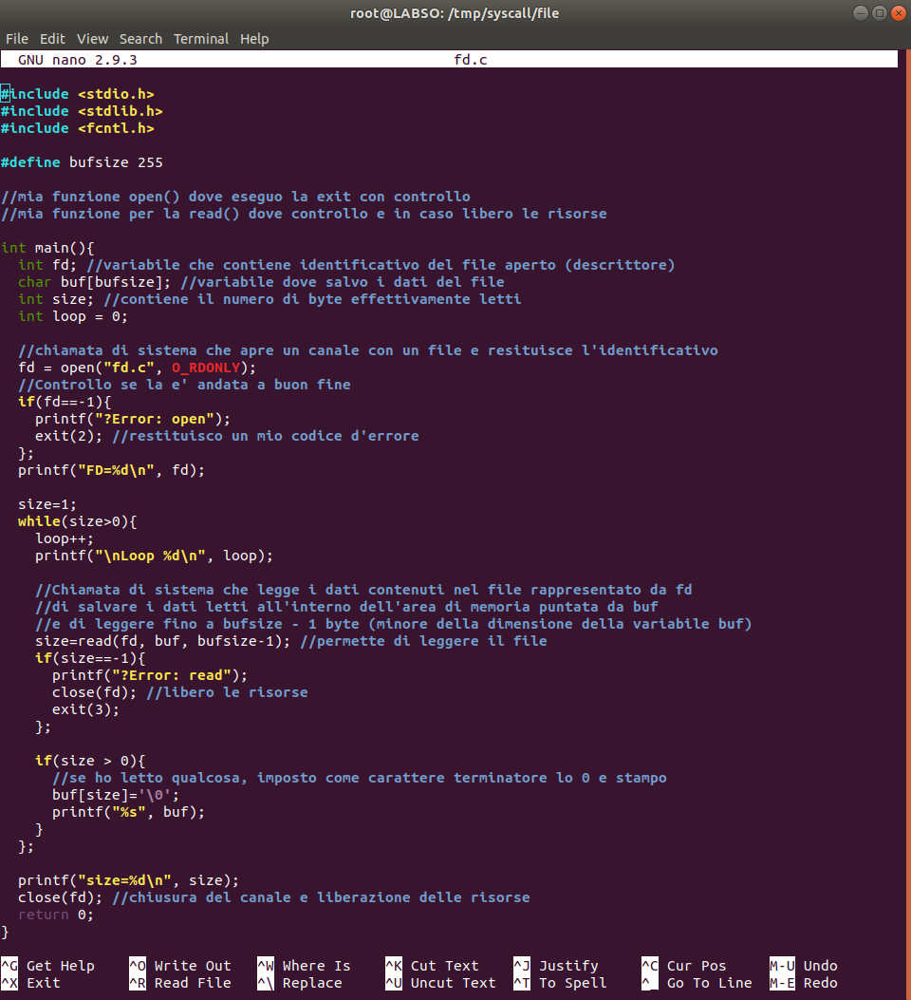 root@LABSO: /tmp/syscall/file
File Edit View Search Terminal Help
GNU nano 2.9.3 fd.c
#include <stdio.h>
#include <stdlib.h>
#include <fcntl.h>
#define bufsize 255
//mia funzione open() dove eseguo la exit con controllo
//mia funzione per la read() dove controllo e in caso libero le risorse
int main(){
int fd; //variabile che contiene identificativo del file aperto (descrittore)
char buf[bufsize]; //variabile dove salvo i dati del file
int size; //contiene il numero di byte effettivamente letti
int loop = 0;
//chiamata di sistema che apre un canale con un file e resituisce l'identificativo
fd = open("fd.c", O_RDONLY);
//Controllo se la e' andata a buon fine
if(fd==-1){
printf("?Error: open");
exit(2); //restituisco un mio codice d'errore
};
printf("FD=%d\n", fd);
size=1;
while(size>0){
loop++;
printf("\nLoop %d\n", loop);
//Chiamata di sistema che legge i dati contenuti nel file rappresentato da fd
//di salvare i dati letti all'interno dell'area di memoria puntata da buf
//e di leggere fino a bufsize - 1 byte (minore della dimensione della variabile buf)
size=read(fd, buf, bufsize-1); //permette di leggere il file
if(size==-1){
printf("?Error: read");
close(fd); //libero le risorse
exit(3);
};
if(size > 0){
//se ho letto qualcosa, imposto come carattere terminatore lo 0 e stampo
buf[size]='\0';
printf("%s", buf);
}
};
printf("size=%d\n", size);
close(fd); //chiusura del canale e liberazione delle risorse
return 0;
}
^G Get Help ^O Write Out ^W Where Is ^K Cut Text ^J Justify ^C Cur Pos M-U Undo
^X Exit ^R Read File ^\ Replace ^U Uncut Text ^T To Spell ^_ Go To Line M-E Redo